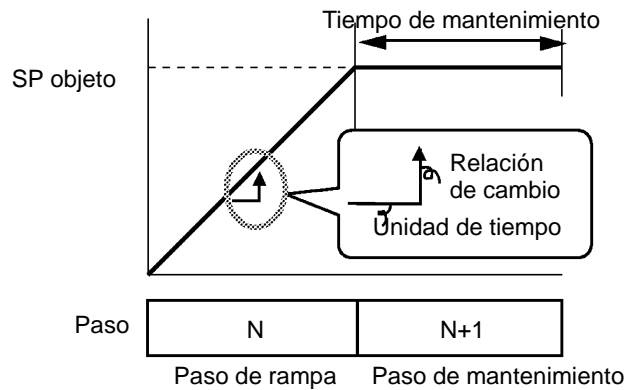 Tiempo de mantenimiento
SP objeto
Relación
de cambio
Unidad de tiempo
Paso
N
N+1
Paso de rampa
Paso de mantenimiento